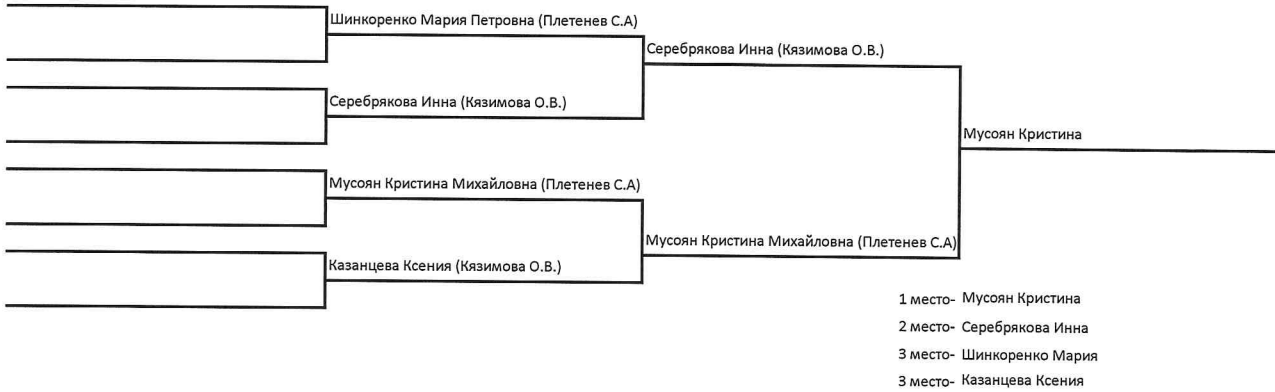 Шинкоренко Мария Петровна (Плетенев С.А)
Серебрякова Инна (Кязимова О.В.)
Серебрякова Инна (Кязимова О.В.)
Мусоян Кристина
Мусоян Кристина Михайловна (Плетенев С.А)
Мусоян Кристина Михайловна (Плетенев С.А)
Казанцева Ксения (Кязимова О.В.)
1 место- Мусоян Кристина
2 место- Серебрякова Инна
3 место- Шинкоренко Мария
3 место- Казанцева Ксения